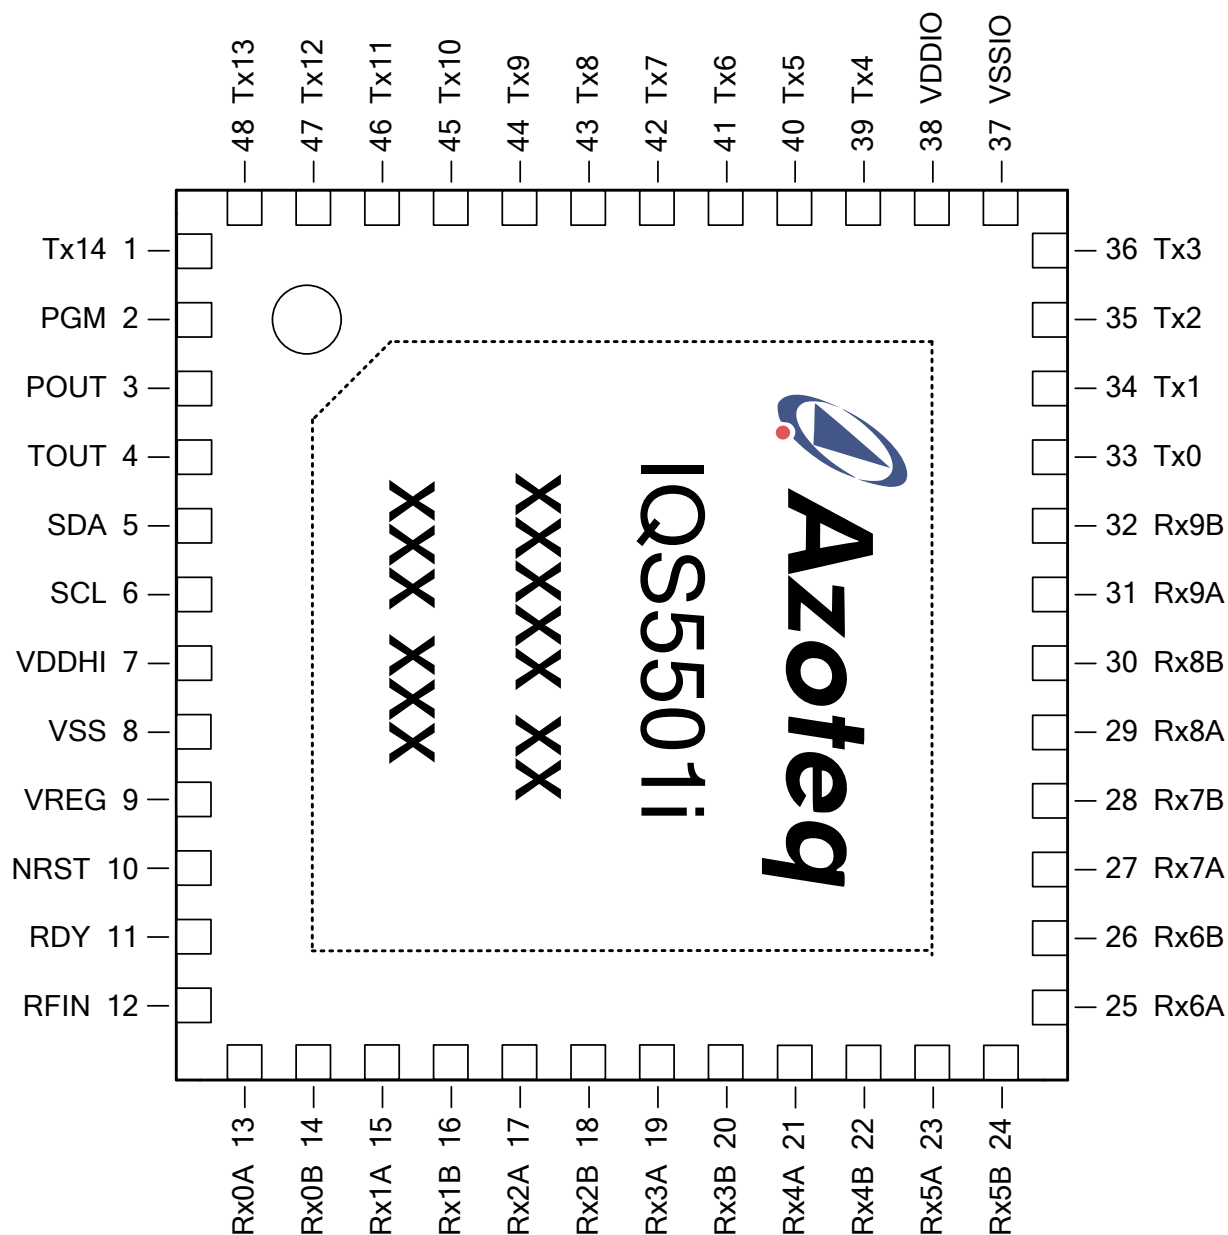 48 Tx13
47 Tx12
46 Tx11
45 Tx10
44 Tx9
43 Tx8
42 Tx7
41 Tx6
40 Tx5
39 Tx4
38 VDDIO
37 VSSIO
Tx14 1
PGM 2
POUT 3
TOUT 4
SDA 5
SCL 6
VDDHI 7
VSS 8
VREG 9
NRST 10
RDY 11
RFIN 12
Azoteq
IQS5501i
XXXXX XX
XXX XXX
36 Tx3
35 Tx2
34 Tx1
33 Tx0
32 Rx9B
31 Rx9A
30 Rx8B
29 Rx8A
28 Rx7B
27 Rx7A
26 Rx6B
25 Rx6A
Rx0A 13
Rx0B 14
Rx1A 15
Rx1B 16
Rx2A 17
Rx2B 18
Rx3A 19
Rx3B 20
Rx4A 21
Rx4B 22
Rx5A 23
Rx5B 24